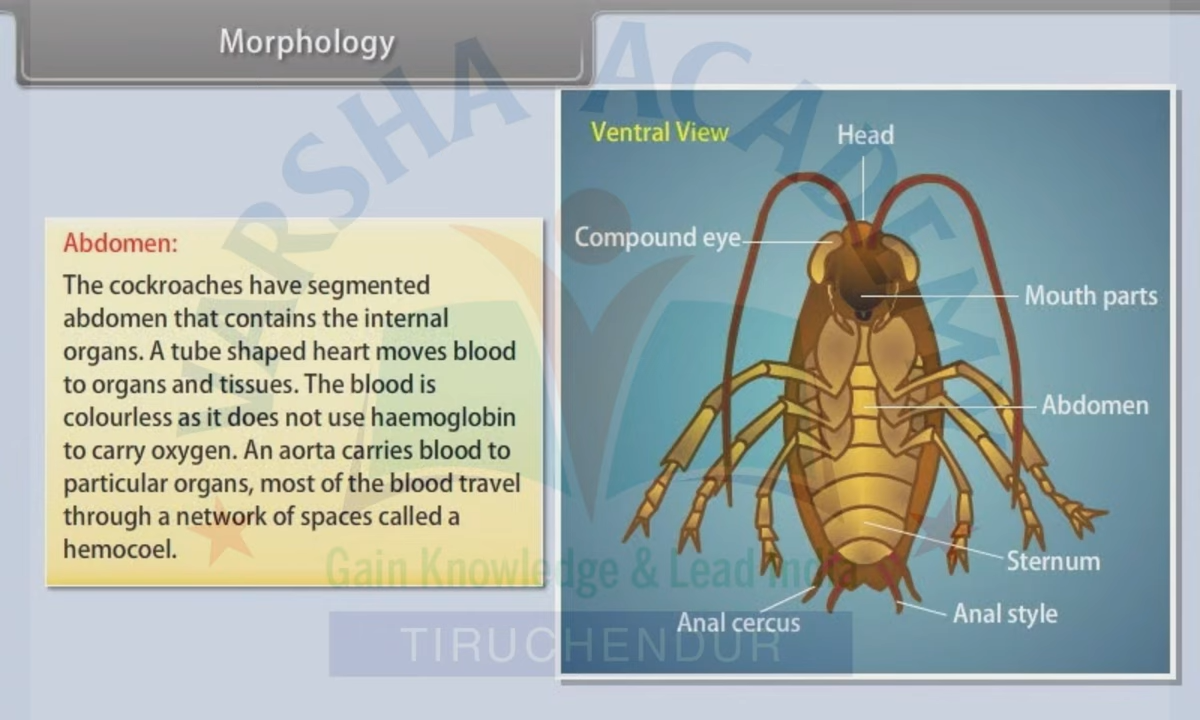 Morphology
VARSHA ACADEMY
Abdomen:
The cockroaches have segmented
abdomen that contains the internal
organs. A tube shaped heart moves blood
to organs and tissues. The blood is
colourless as it does not use haemoglobin
to carry oxygen. An aorta carries blood to
particular organs, most of the blood travel
through a network of spaces called a
hemocoel.
Ventral View
Head
Compound eye
Mouth parts
Abdomen
Sternum
Anal style
Anal cercus
Gain Knowledge & Lead India
TIRUCHENDUR